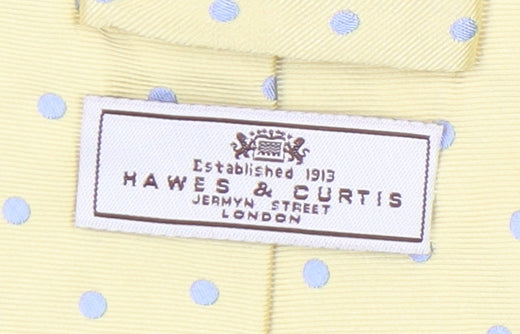 Established 1913
HAWES & CURTIS
JERMYN STREET
LONDON